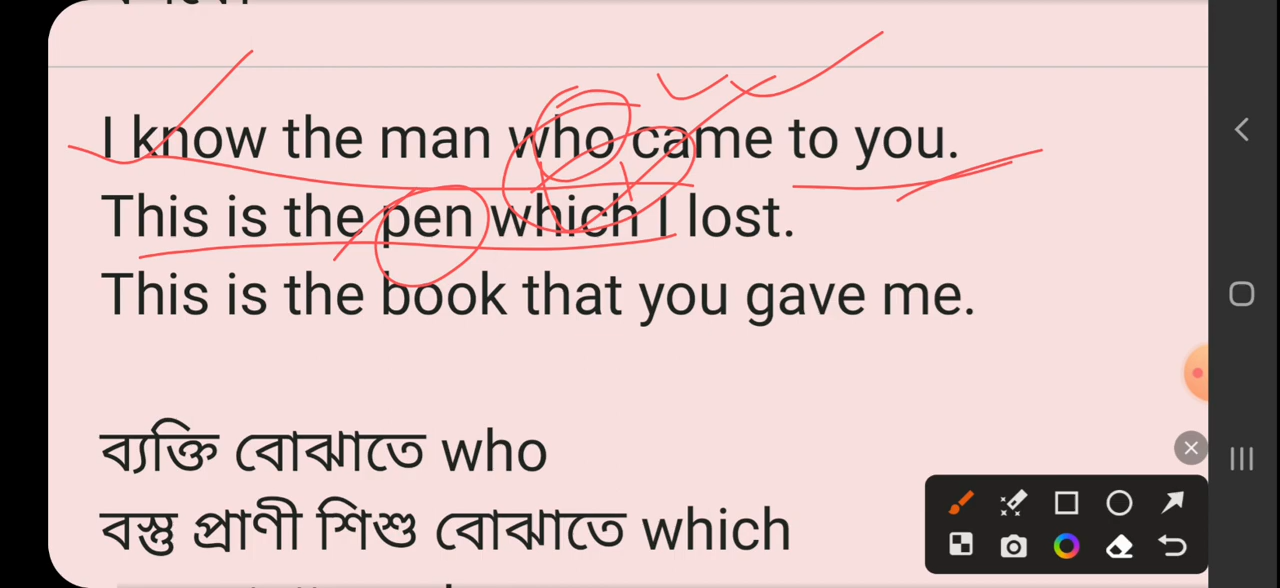 I know the man who came to you.
This is the pen which I lost.
This is the book that you gave me.
ব্যক্তি বোঝাতে who
বস্তু প্রাণী শিশু বোঝাতে which